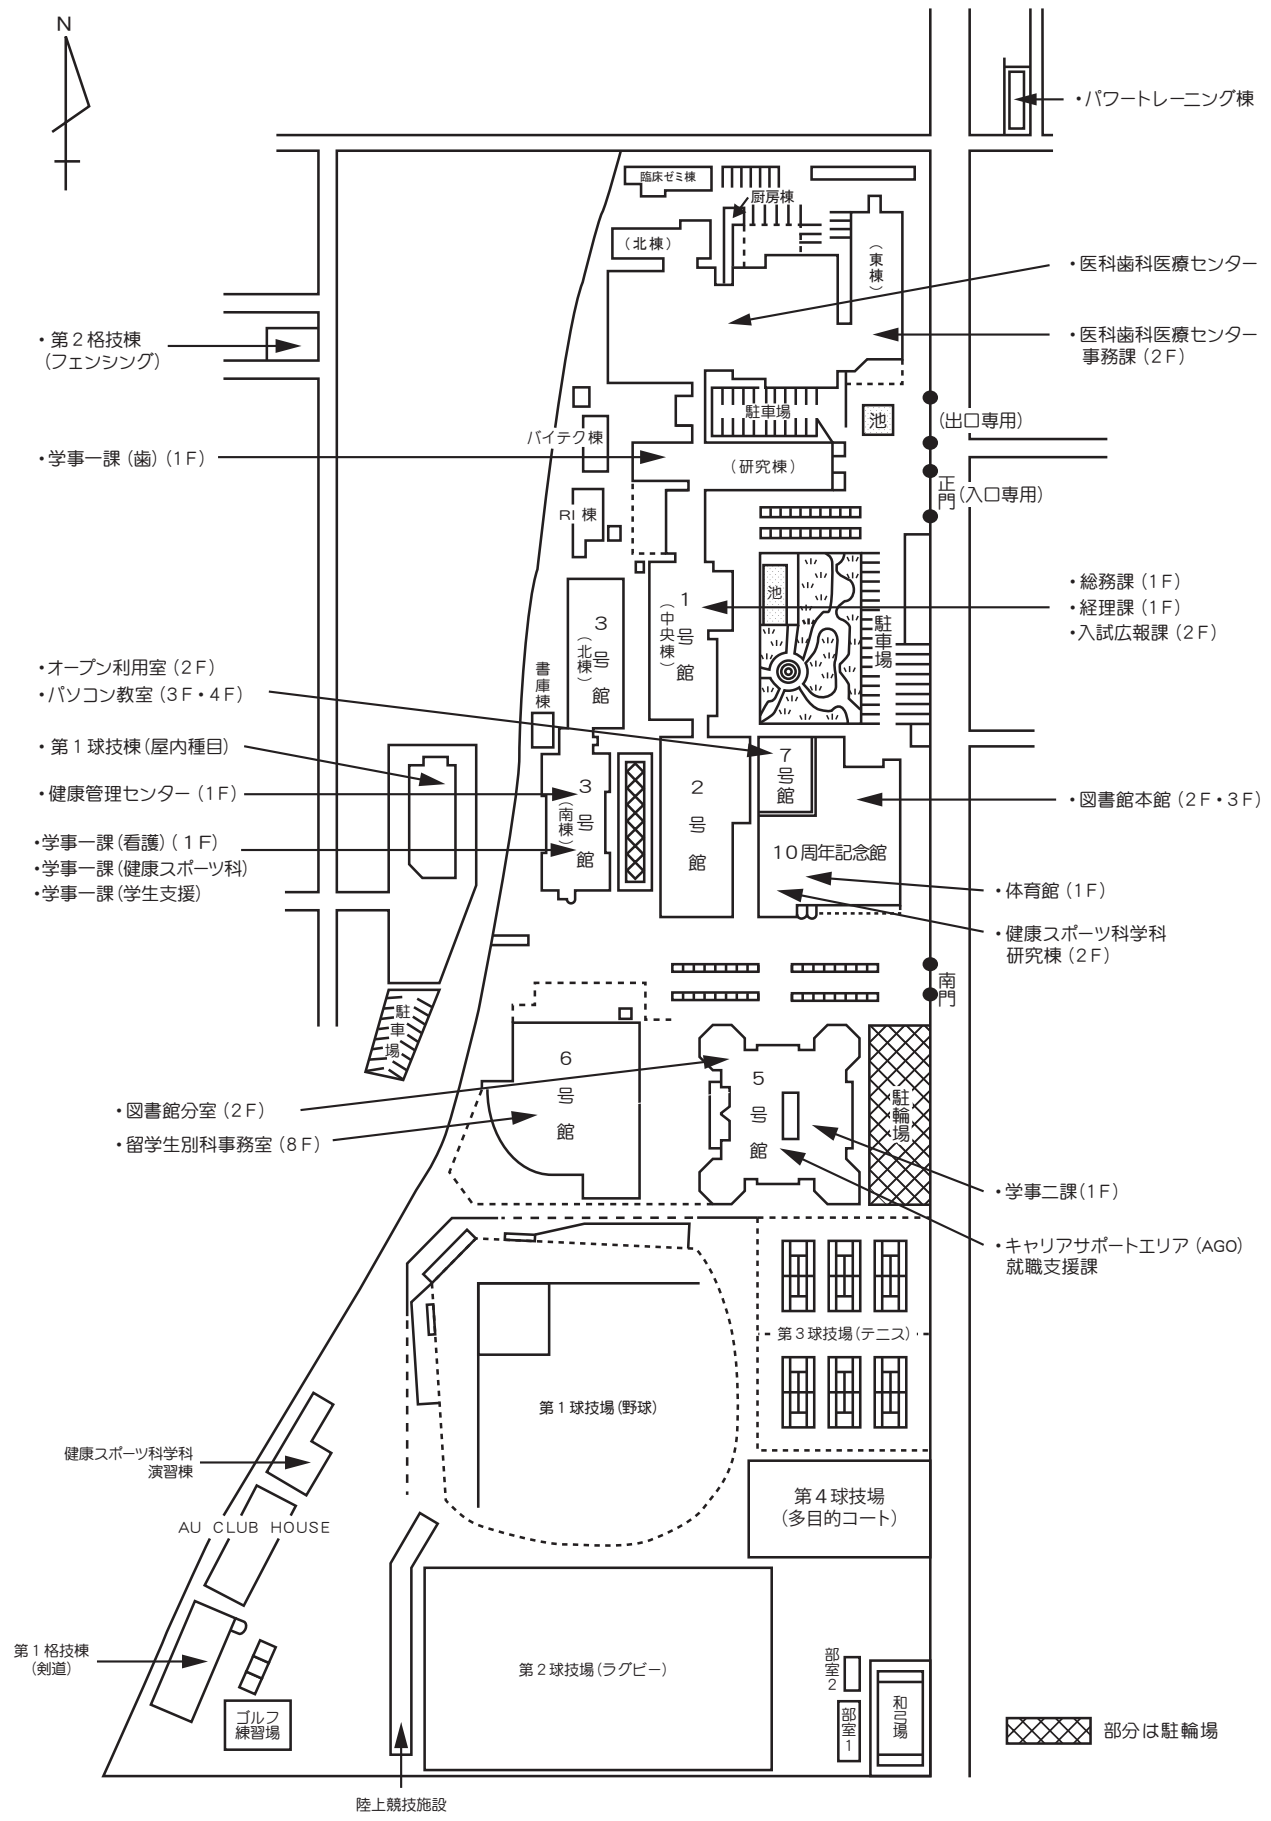 N
・パワートレーニング棟
臨床ゼミ棟
厨房棟
(北棟)
(東棟)
・医科歯科医療センター
・医科歯科医療センター
事務課(2F)
・第2格技棟
(フェンシング)
駐車場
池
(出口専用)
バイテク棟
・学事一課(歯)(1F)
(研究棟)
正門
(入口専用)
RI棟
池
・総務課(1F)
・経理課(1F)
・入試広報課(2F)
1号館
(中央棟)
3号館
(北棟)
駐車場
書庫棟
・オープン利用室(2F)
・パソコン教室(3F・4F)
・第1球技棟(屋内種目)
・健康管理センター(1F)
・学事一課(看護)(1F)
・学事一課(健康スポーツ科)
・学事一課(学生支援)
3号館
(南棟)
2号館
7号館
・図書館本館(2F・3F)
10周年記念館
・体育館(1F)
・健康スポーツ科学科
研究棟(2F)
南門
駐車場
6号館
5号館
駐輪場
・図書館分室(2F)
・留学生別科事務室(8F)
・学事二課(1F)
・キャリアサポートエリア(AGO)
就職支援課
第3球技場(テニス)
第1球技場(野球)
健康スポーツ科学科
演習棟
第4球技場
(多目的コート)
AU CLUB HOUSE
第1格技棟
(剣道)
第2球技場(ラグビー)
部室2
部室1
和弓場
ゴルフ
練習場
部分は駐輪場
陸上競技施設